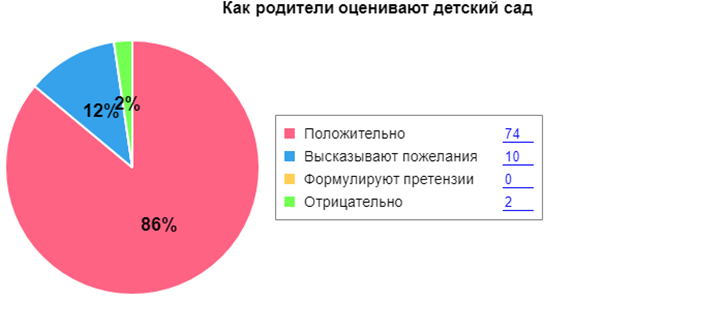 Как родители оценивают детский сад
12%
2%
86%
Положительно 74
Высказывают пожелания 10
Формулируют претензии 0
Отрицательно 2